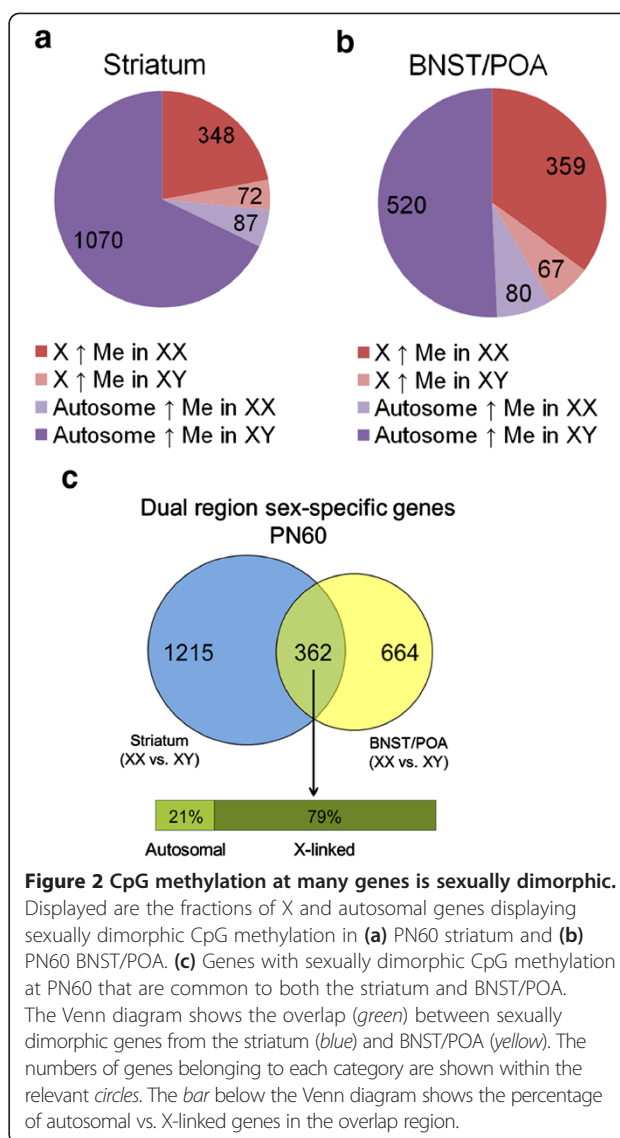 a
Striatum
348
72
87
1070
X ↑ Me in XX
X ↑ Me in XY
Autosome ↑ Me in XX
Autosome ↑ Me in XY
b
BNST/POA
359
67
80
520
X ↑ Me in XX
X ↑ Me in XY
Autosome ↑ Me in XX
Autosome ↑ Me in XY
c
Dual region sex-specific genes
PN60
1215
362
664
Striatum
(XX vs. XY)
BNST/POA
(XX vs. XY)
21%
79%
Autosomal
X-linked
Figure 2 CpG methylation at many genes is sexually dimorphic.
Displayed are the fractions of X and autosomal genes displaying
sexually dimorphic CpG methylation in (a) PN60 striatum and (b)
PN60 BNST/POA. (c) Genes with sexually dimorphic CpG methylation
at PN60 that are common to both the striatum and BNST/POA.
The Venn diagram shows the overlap (green) between sexually
dimorphic genes from the striatum (blue) and BNST/POA (yellow). The
numbers of genes belonging to each category are shown within the
relevant circles. The bar below the Venn diagram shows the percentage
of autosomal vs. X-linked genes in the overlap region.